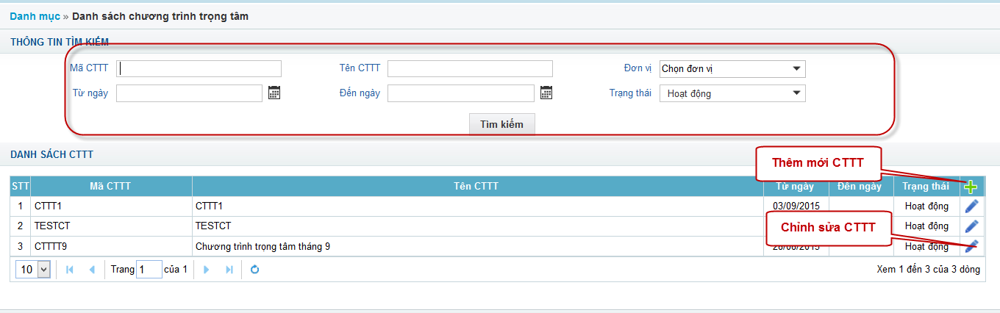 Danh mục » Danh sách chương trình trọng tâm
THÔNG TIN TÌM KIẾM
Mã CTTT Tên CTTT Đơn vị Chọn đơn vị
Từ ngày Đến ngày Trạng thái Hoạt động
Tìm kiếm
DANH SÁCH CTTT
Thêm mới CTTT
STT Mã CTTT Tên CTTT Từ ngày Đến ngày Trạng thái
1 CTTT1 CTTT1 03/09/2015 Hoạt động
2 TESTCT TESTCT Hoạt động
Chỉnh sửa CTTT
3 CTTTT9 Chương trình trọng tâm tháng 9 Hoạt động
10 Trang 1 của 1 Xem 1 đến 3 của 3 dòng